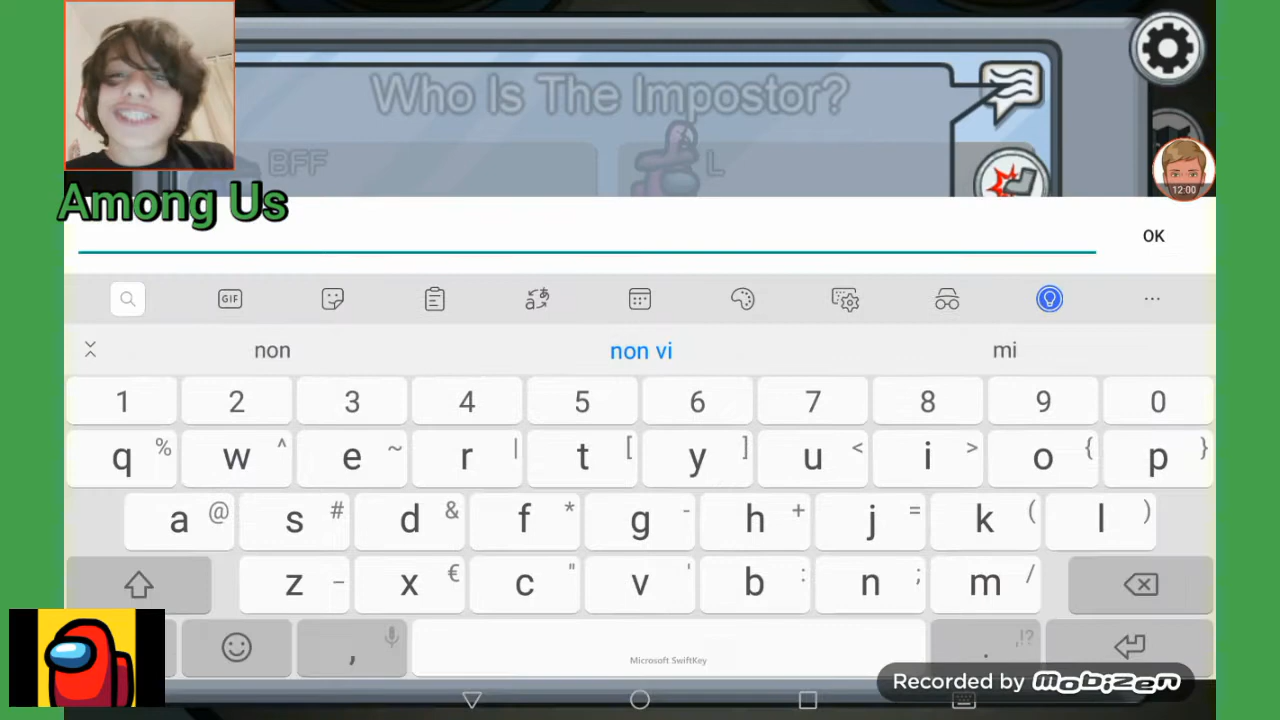 Who Is The Impostor?
BFF
L
12:00
Among Us
OK
GIF
non
non vi
mi
1 2 3 4 5 6 7 8 9 0
q % w ^ e ~ r | t [ y ] u < i > o { p }
a @ s # d & f * g - h + j = k ( l )
z _ x € c " v ' b : n ; m /
, . ,!?
Microsoft SwiftKey
Recorded by mobizen